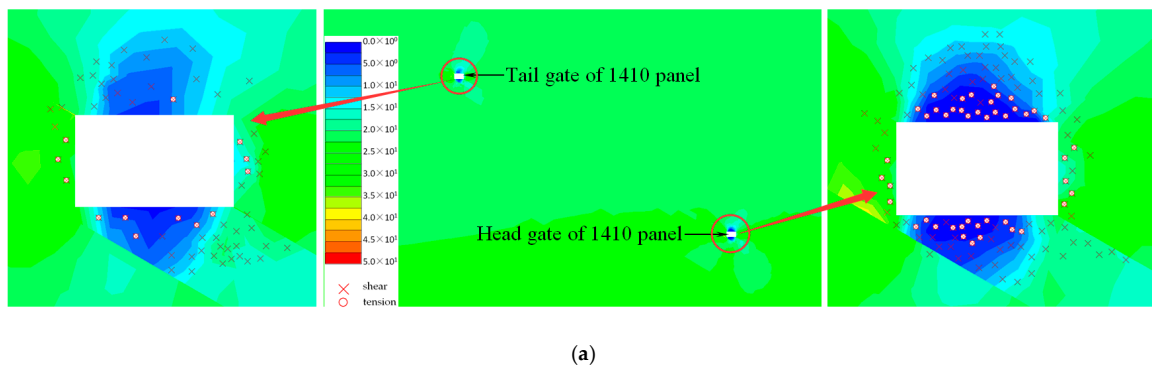 0.0×10⁰
5.0×10⁰
1.0×10¹
1.5×10¹
2.0×10¹
2.5×10¹
3.0×10¹
3.5×10¹
4.0×10¹
4.5×10¹
5.0×10¹
shear
tension
Tail gate of 1410 panel
Head gate of 1410 panel
(a)